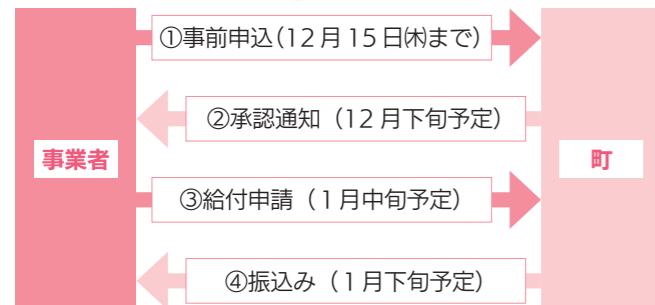 ①事前申込(12月15日㈭まで)
②承認通知（12月下旬予定）
事業者
町
③給付申請（1月中旬予定）
④振込み（1月下旬予定）